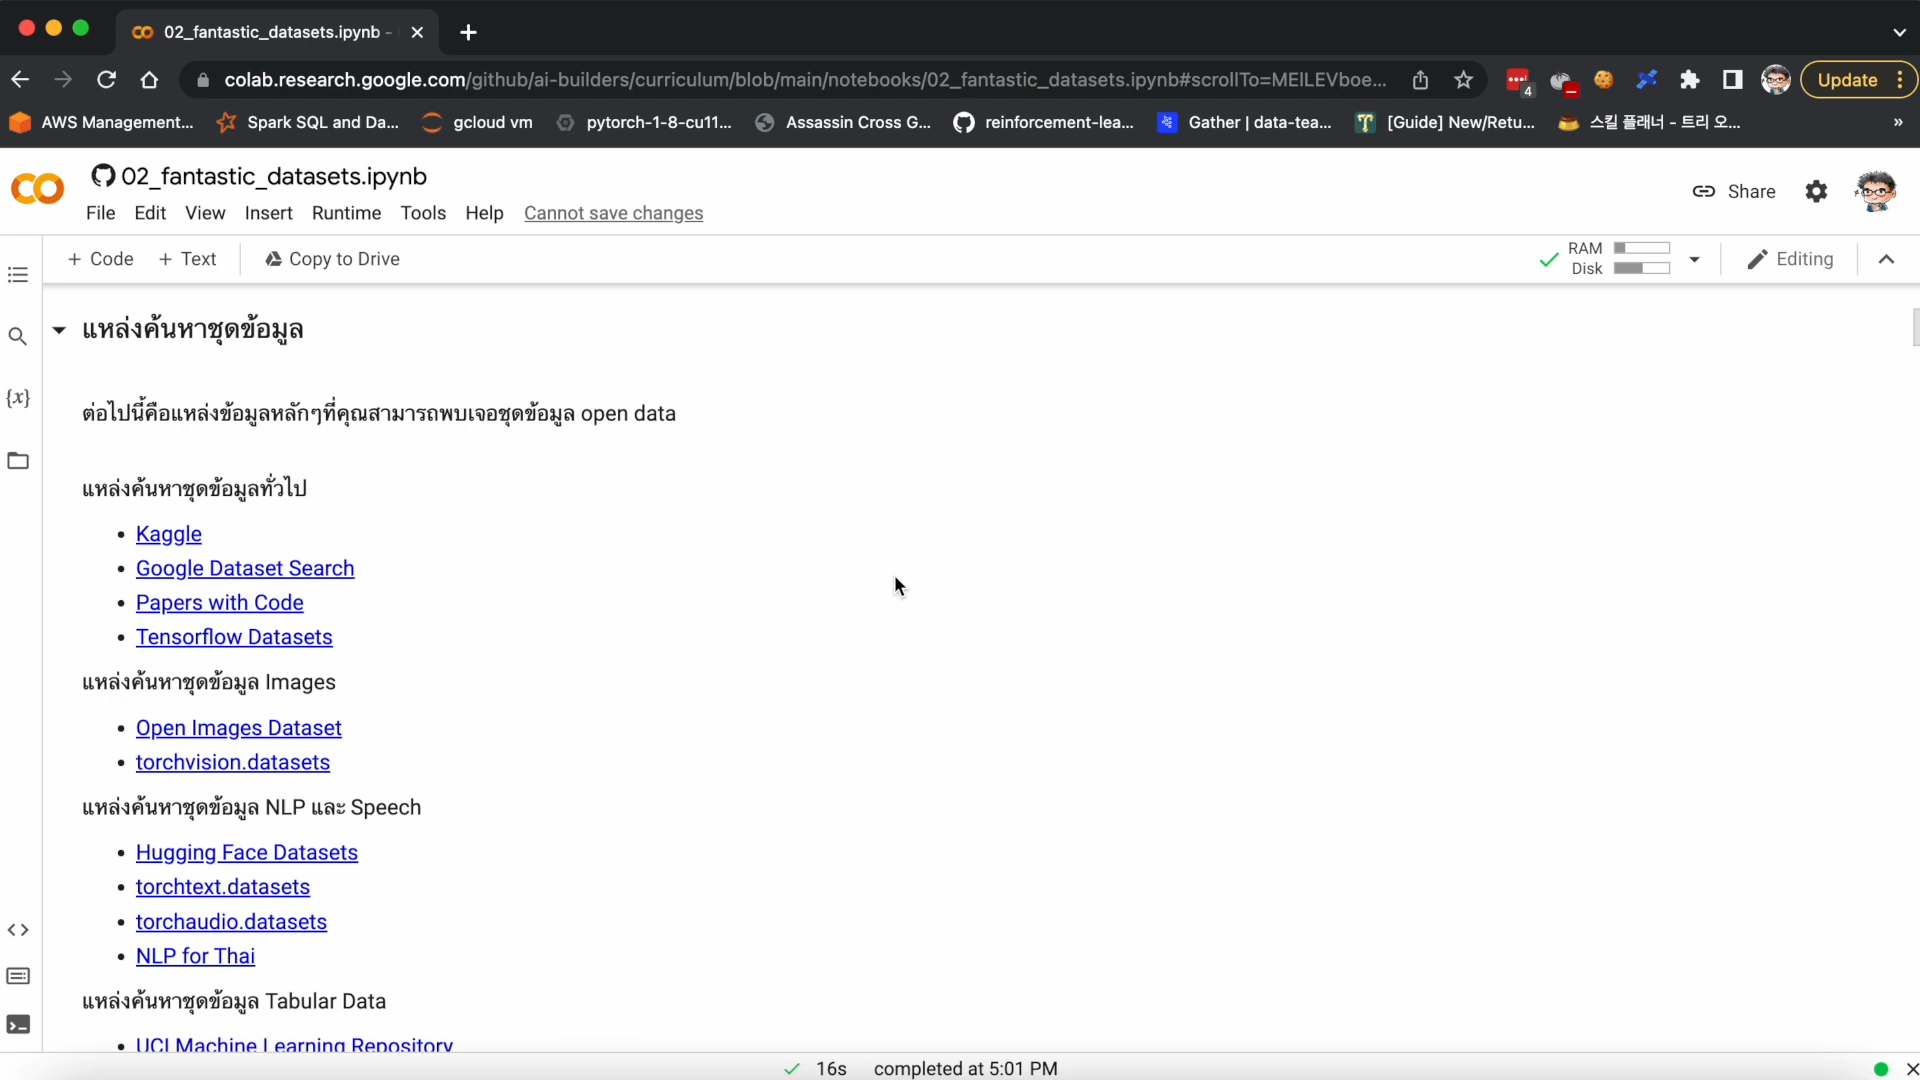 02_fantastic_datasets.ipynb -
colab.research.google.com/github/ai-builders/curriculum/blob/main/notebooks/02_fantastic_datasets.ipynb#scrollTo=MEILEVboe...
4
Update
AWS Management...
Spark SQL and Da...
gcloud vm
pytorch-1-8-cu11...
Assassin Cross G...
reinforcement-lea...
Gather | data-tea...
[Guide] New/Retu...
스킬 플래너 - 트리 오...
»
02_fantastic_datasets.ipynb
File Edit View Insert Runtime Tools Help Cannot save changes
Share
+ Code + Text Copy to Drive
RAM
Disk
Editing
แหล่งค้นหาชุดข้อมูล
{x}
ต่อไปนี้คือแหล่งข้อมูลหลักๆที่คุณสามารถพบเจอชุดข้อมูล open data
แหล่งค้นหาชุดข้อมูลทั่วไป
• Kaggle
• Google Dataset Search
• Papers with Code
• Tensorflow Datasets
แหล่งค้นหาชุดข้อมูล Images
• Open Images Dataset
• torchvision.datasets
แหล่งค้นหาชุดข้อมูล NLP และ Speech
• Hugging Face Datasets
• torchtext.datasets
• torchaudio.datasets
• NLP for Thai
แหล่งค้นหาชุดข้อมูล Tabular Data
• UCI Machine Learning Repository
16s completed at 5:01 PM